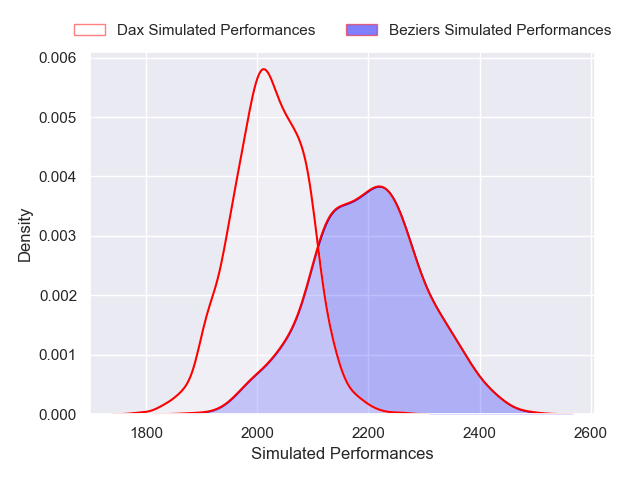 Dax Simulated Performances
Beziers Simulated Performances
0.006
0.005
0.004
0.003
0.002
0.001
0.000
Density
1800 2000 2200 2400 2600
Simulated Performances